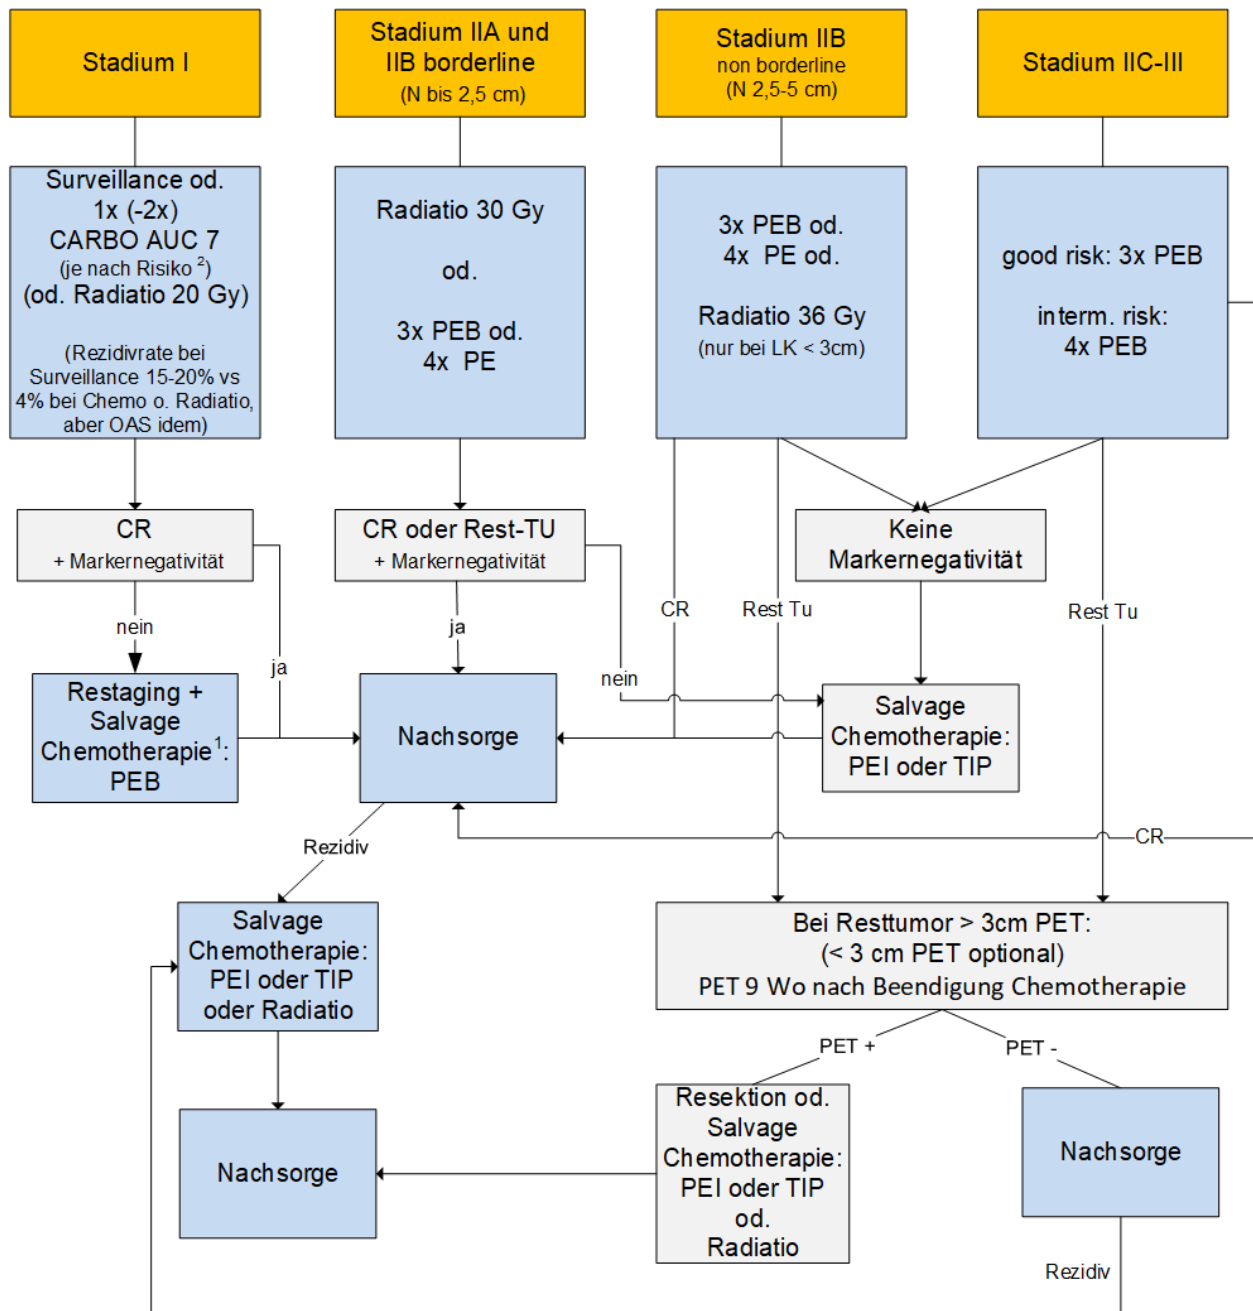 Stadium I
Stadium IIA und
IIB borderline
(N bis 2,5 cm)
Stadium IIB
non borderline
(N 2,5-5 cm)
Stadium IIC-III
Surveillance od.
1x (-2x)
CARBO AUC 7
(je nach Risiko ²)
(od. Radiatio 20 Gy)
(Rezidivrate bei
Surveillance 15-20% vs
4% bei Chemo o. Radiatio,
aber OAS idem)
Radiatio 30 Gy
od.
3x PEB od.
4x PE
3x PEB od.
4x PE od.
Radiatio 36 Gy
(nur bei LK < 3cm)
good risk: 3x PEB
interm. risk:
4x PEB
CR
+ Markernegativität
CR oder Rest-TU
+ Markernegativität
Keine
Markernegativität
nein
ja
ja
nein
CR
Rest Tu
Rest Tu
Restaging +
Salvage
Chemotherapie¹:
PEB
Nachsorge
Salvage
Chemotherapie:
PEI oder TIP
Rezidiv
CR
Salvage
Chemotherapie:
PEI oder TIP
oder Radiatio
Bei Resttumor > 3cm PET:
(< 3 cm PET optional)
PET 9 Wo nach Beendigung Chemotherapie
PET +
PET -
Nachsorge
Resektion od.
Salvage
Chemotherapie:
PEI oder TIP
od.
Radiatio
Nachsorge
Rezidiv